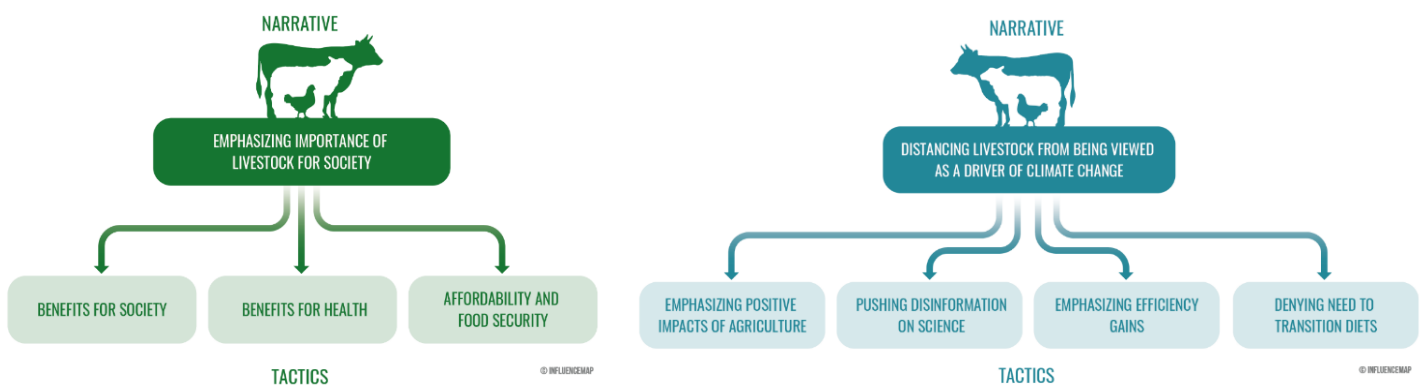 NARRATIVE
EMPHASIZING IMPORTANCE OF
LIVESTOCK FOR SOCIETY
BENEFITS FOR SOCIETY
BENEFITS FOR HEALTH
AFFORDABILITY AND
FOOD SECURITY
TACTICS
© INFLUENCEMAP
NARRATIVE
DISTANCING LIVESTOCK FROM BEING VIEWED
AS A DRIVER OF CLIMATE CHANGE
EMPHASIZING POSITIVE
IMPACTS OF AGRICULTURE
PUSHING DISINFORMATION
ON SCIENCE
EMPHASIZING EFFICIENCY
GAINS
DENYING NEED TO
TRANSITION DIETS
TACTICS
© INFLUENCEMAP